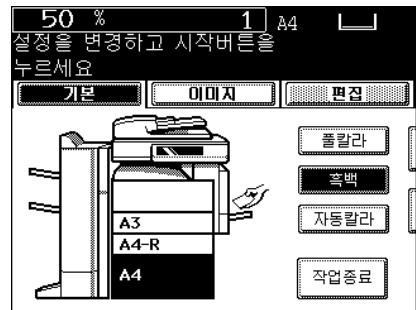 50 % 1 A4
설정을 변경하고 시작버튼을
누르세요
기본 이미지 편집
풀칼라
흑백
자동칼라
작업종료
A3
A4-R
A4